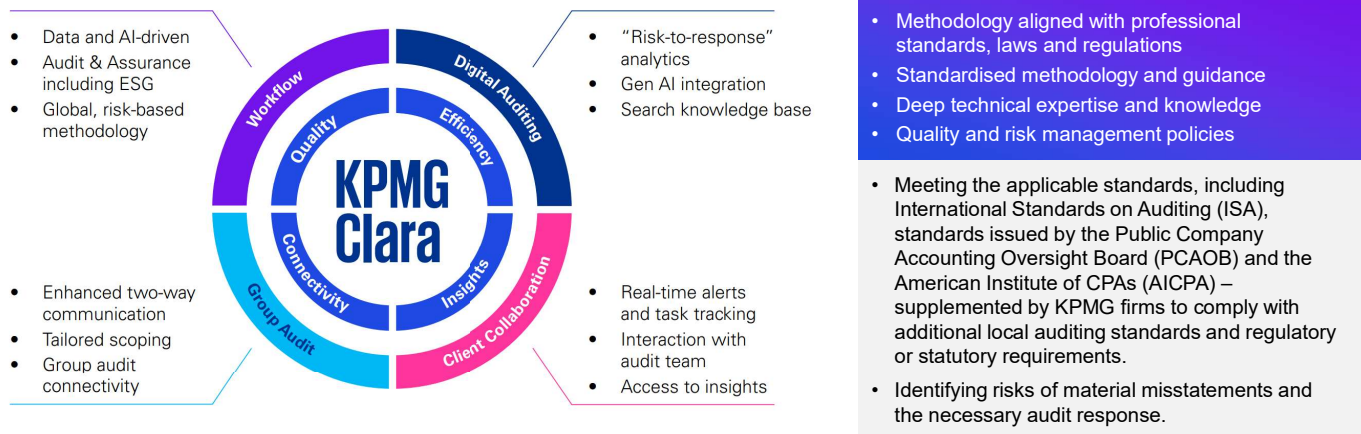 • Data and AI-driven
• Audit & Assurance
including ESG
• Global, risk-based
methodology
Workflow
Digital Auditing
Quality
Efficiency
KPMG
Clara
Connectivity
Insights
Group Audit
Client Collaboration
• “Risk-to-response”
analytics
• Gen AI integration
• Search knowledge base
• Enhanced two-way
communication
• Tailored scoping
• Group audit
connectivity
• Real-time alerts
and task tracking
• Interaction with
audit team
• Access to insights
• Methodology aligned with professional
standards, laws and regulations
• Standardised methodology and guidance
• Deep technical expertise and knowledge
• Quality and risk management policies
• Meeting the applicable standards, including
International Standards on Auditing (ISA),
standards issued by the Public Company
Accounting Oversight Board (PCAOB) and the
American Institute of CPAs (AICPA) –
supplemented by KPMG firms to comply with
additional local auditing standards and regulatory
or statutory requirements.
• Identifying risks of material misstatements and
the necessary audit response.